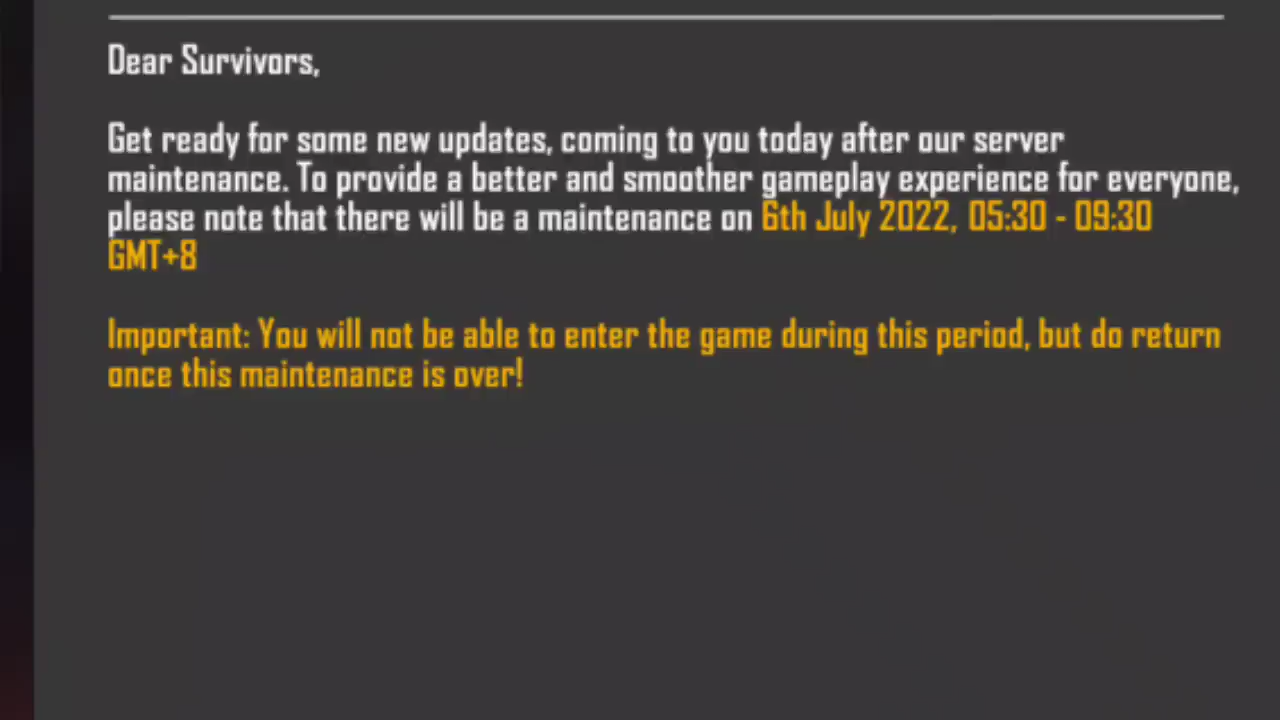 Dear Survivors,
Get ready for some new updates, coming to you today after our server
maintenance. To provide a better and smoother gameplay experience for everyone,
please note that there will be a maintenance on 6th July 2022, 05:30 - 09:30
GMT+8
Important: You will not be able to enter the game during this period, but do return
once this maintenance is over!